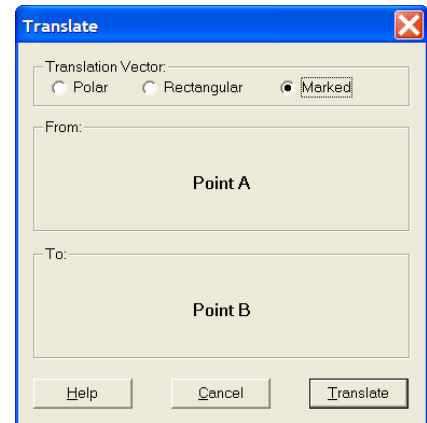 Translate
Translation Vector:
Polar Rectangular Marked
From:
Point A
To:
Point B
Help Cancel Translate